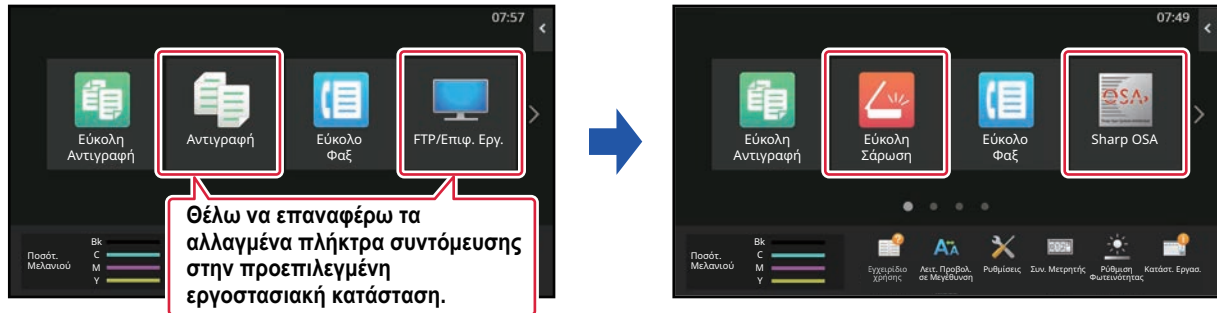 07:57
Εύκολη
Αντιγραφή
Αντιγραφή
Εύκολο
Φαξ
FTP/Επιφ. Εργ.
Θέλω να επαναφέρω τα
αλλαγμένα πλήκτρα συντόμευσης
στην προεπιλεγμένη
εργοστασιακή κατάσταση.
Ποσότ.
Μελανιού
Bk
C
M
Y
07:49
Εύκολη
Αντιγραφή
Εύκολη
Σάρωση
Εύκολο
Φαξ
OSA
Sharp OSA
Ποσότ.
Μελανιού
Bk
C
M
Y
Εγχειρίδιο
χρήσης
Λειτ. Προβολ.
σε Μεγέθυνση
Ρυθμίσεις
Συν. Μετρητής
Ρύθμιση
Φωτεινότητας
Κατάστ. Εργασ.